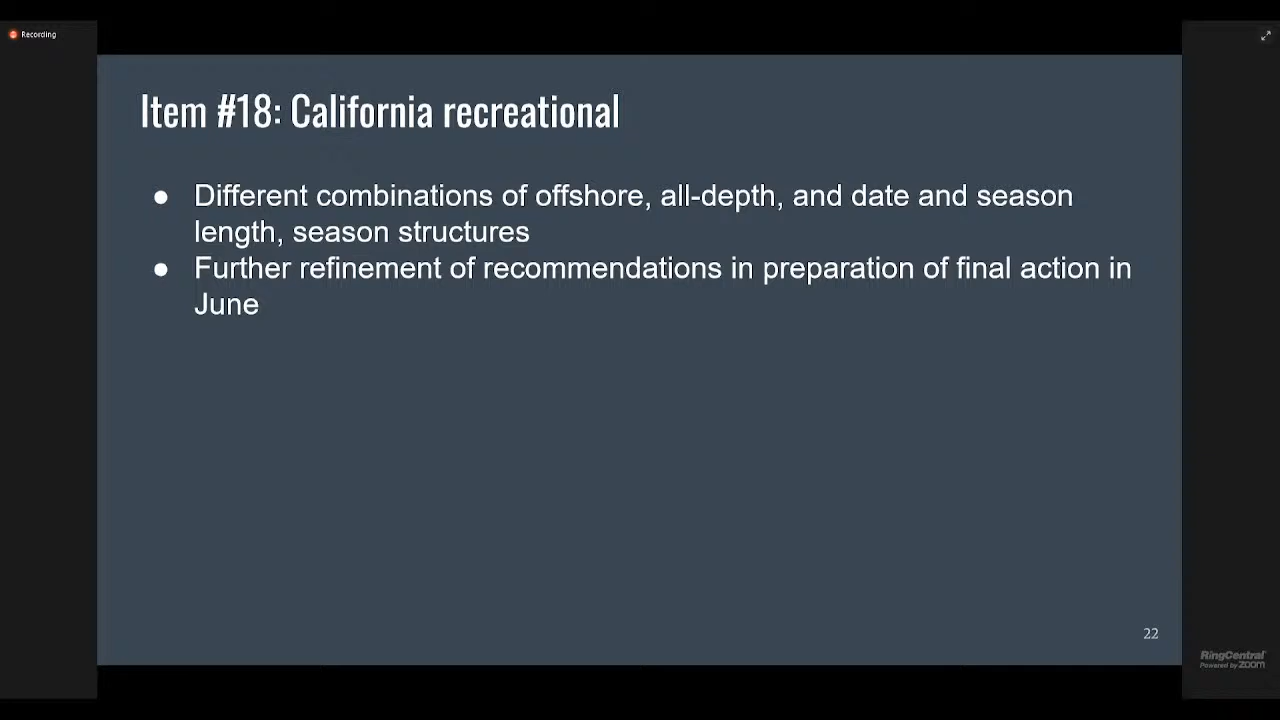 Recording
Item #18: California recreational
● Different combinations of offshore, all-depth, and date and season
length, season structures
● Further refinement of recommendations in preparation of final action in
June
22
RingCentral
Powered by zoom